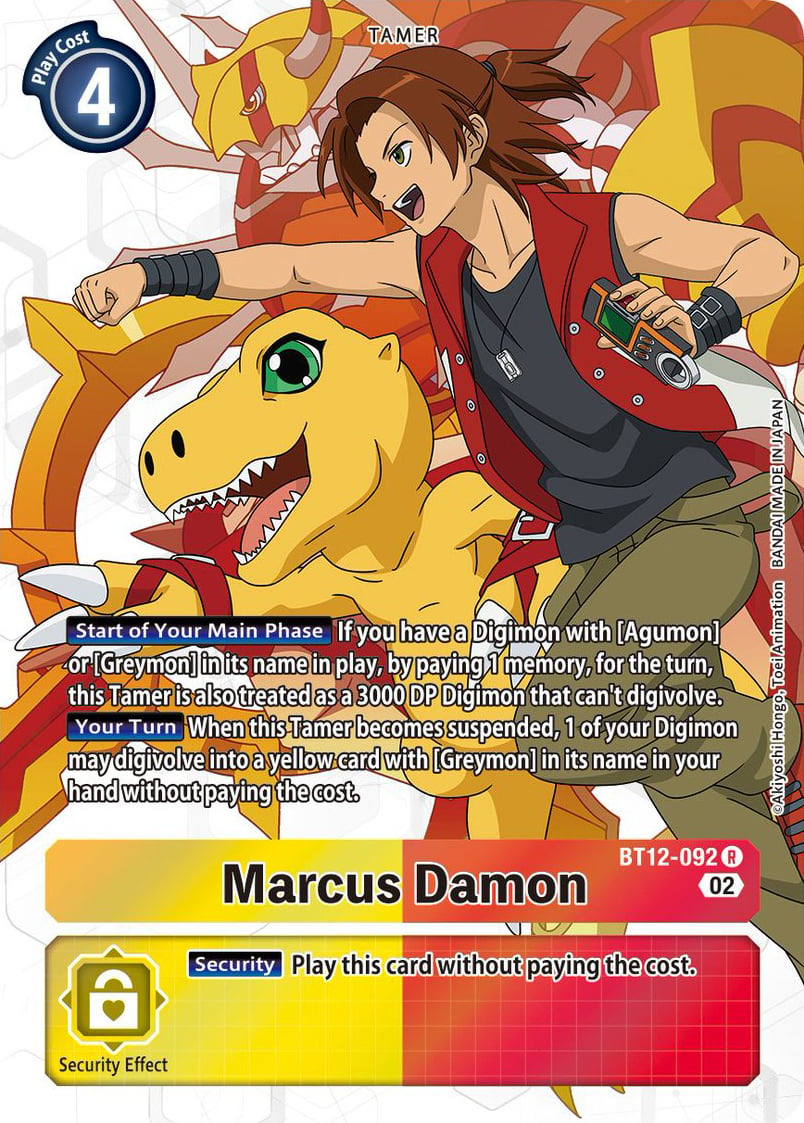 TAMER
Play Cost
4
Start of Your Main Phase If you have a Digimon with [Agumon]
or [Greymon] in its name in play, by paying 1 memory, for the turn,
this Tamer is also treated as a 3000 DP Digimon that can't digivolve.
Your Turn When this Tamer becomes suspended, 1 of your Digimon
may digivolve into a yellow card with [Greymon] in its name in your
hand without paying the cost.
©Akiyoshi Hongo, Toei Animation BANDAI MADE IN JAPAN
BT12-092 R
02
Marcus Damon
Security Play this card without paying the cost.
Security Effect